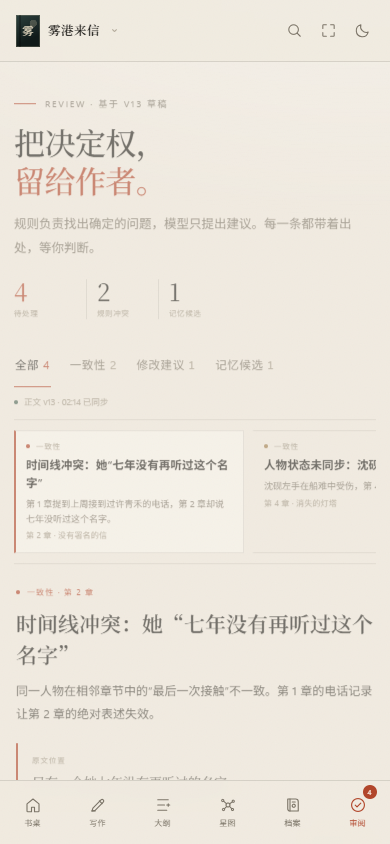 雾
雾港来信
REVIEW · 基于 V13 草稿
把决定权，
留给作者。
规则负责找出确定的问题，模型只提出建议。每一条都带着出
处，等你判断。
4
待处理
2
规则冲突
1
记忆候选
全部 4
一致性 2
修改建议 1
记忆候选 1
正文 v13 · 02:14 已同步
一致性
时间线冲突：她“七年没有再听过这个名
字”
第 1 章提到上周接到过许青禾的电话，第 2 章却说
七年没听过这个名字。
第 2 章 · 没有署名的信
一致性
人物状态未同步：沈砚
沈砚左手在船难中受伤，第
第 4 章 · 消失的灯塔
一致性 · 第 2 章
时间线冲突：她“七年没有再听过这个
名字”
同一人物在相邻章节中的“最后一次接触”不一致。第 1 章的电话记录
让第 2 章的绝对表述失效。
原文位置
4
书桌
写作
大纲
星图
档案
审阅